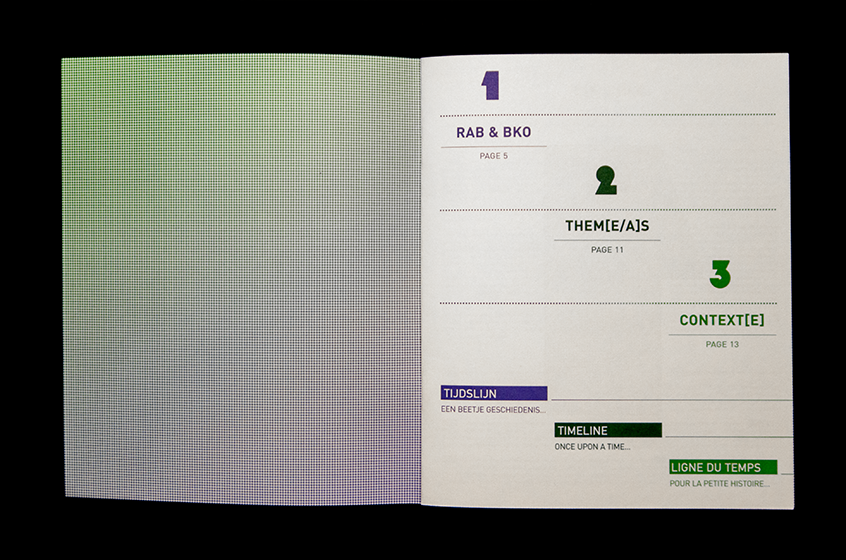 1
RAB & BKO
PAGE 5
2
THEM[E/A]S
PAGE 11
3
CONTEXT[E]
PAGE 13
TIJDSLIJN
EEN BEETJE GESCHIEDENIS...
TIMELINE
ONCE UPON A TIME...
LIGNE DU TEMPS
POUR LA PETITE HISTOIRE...